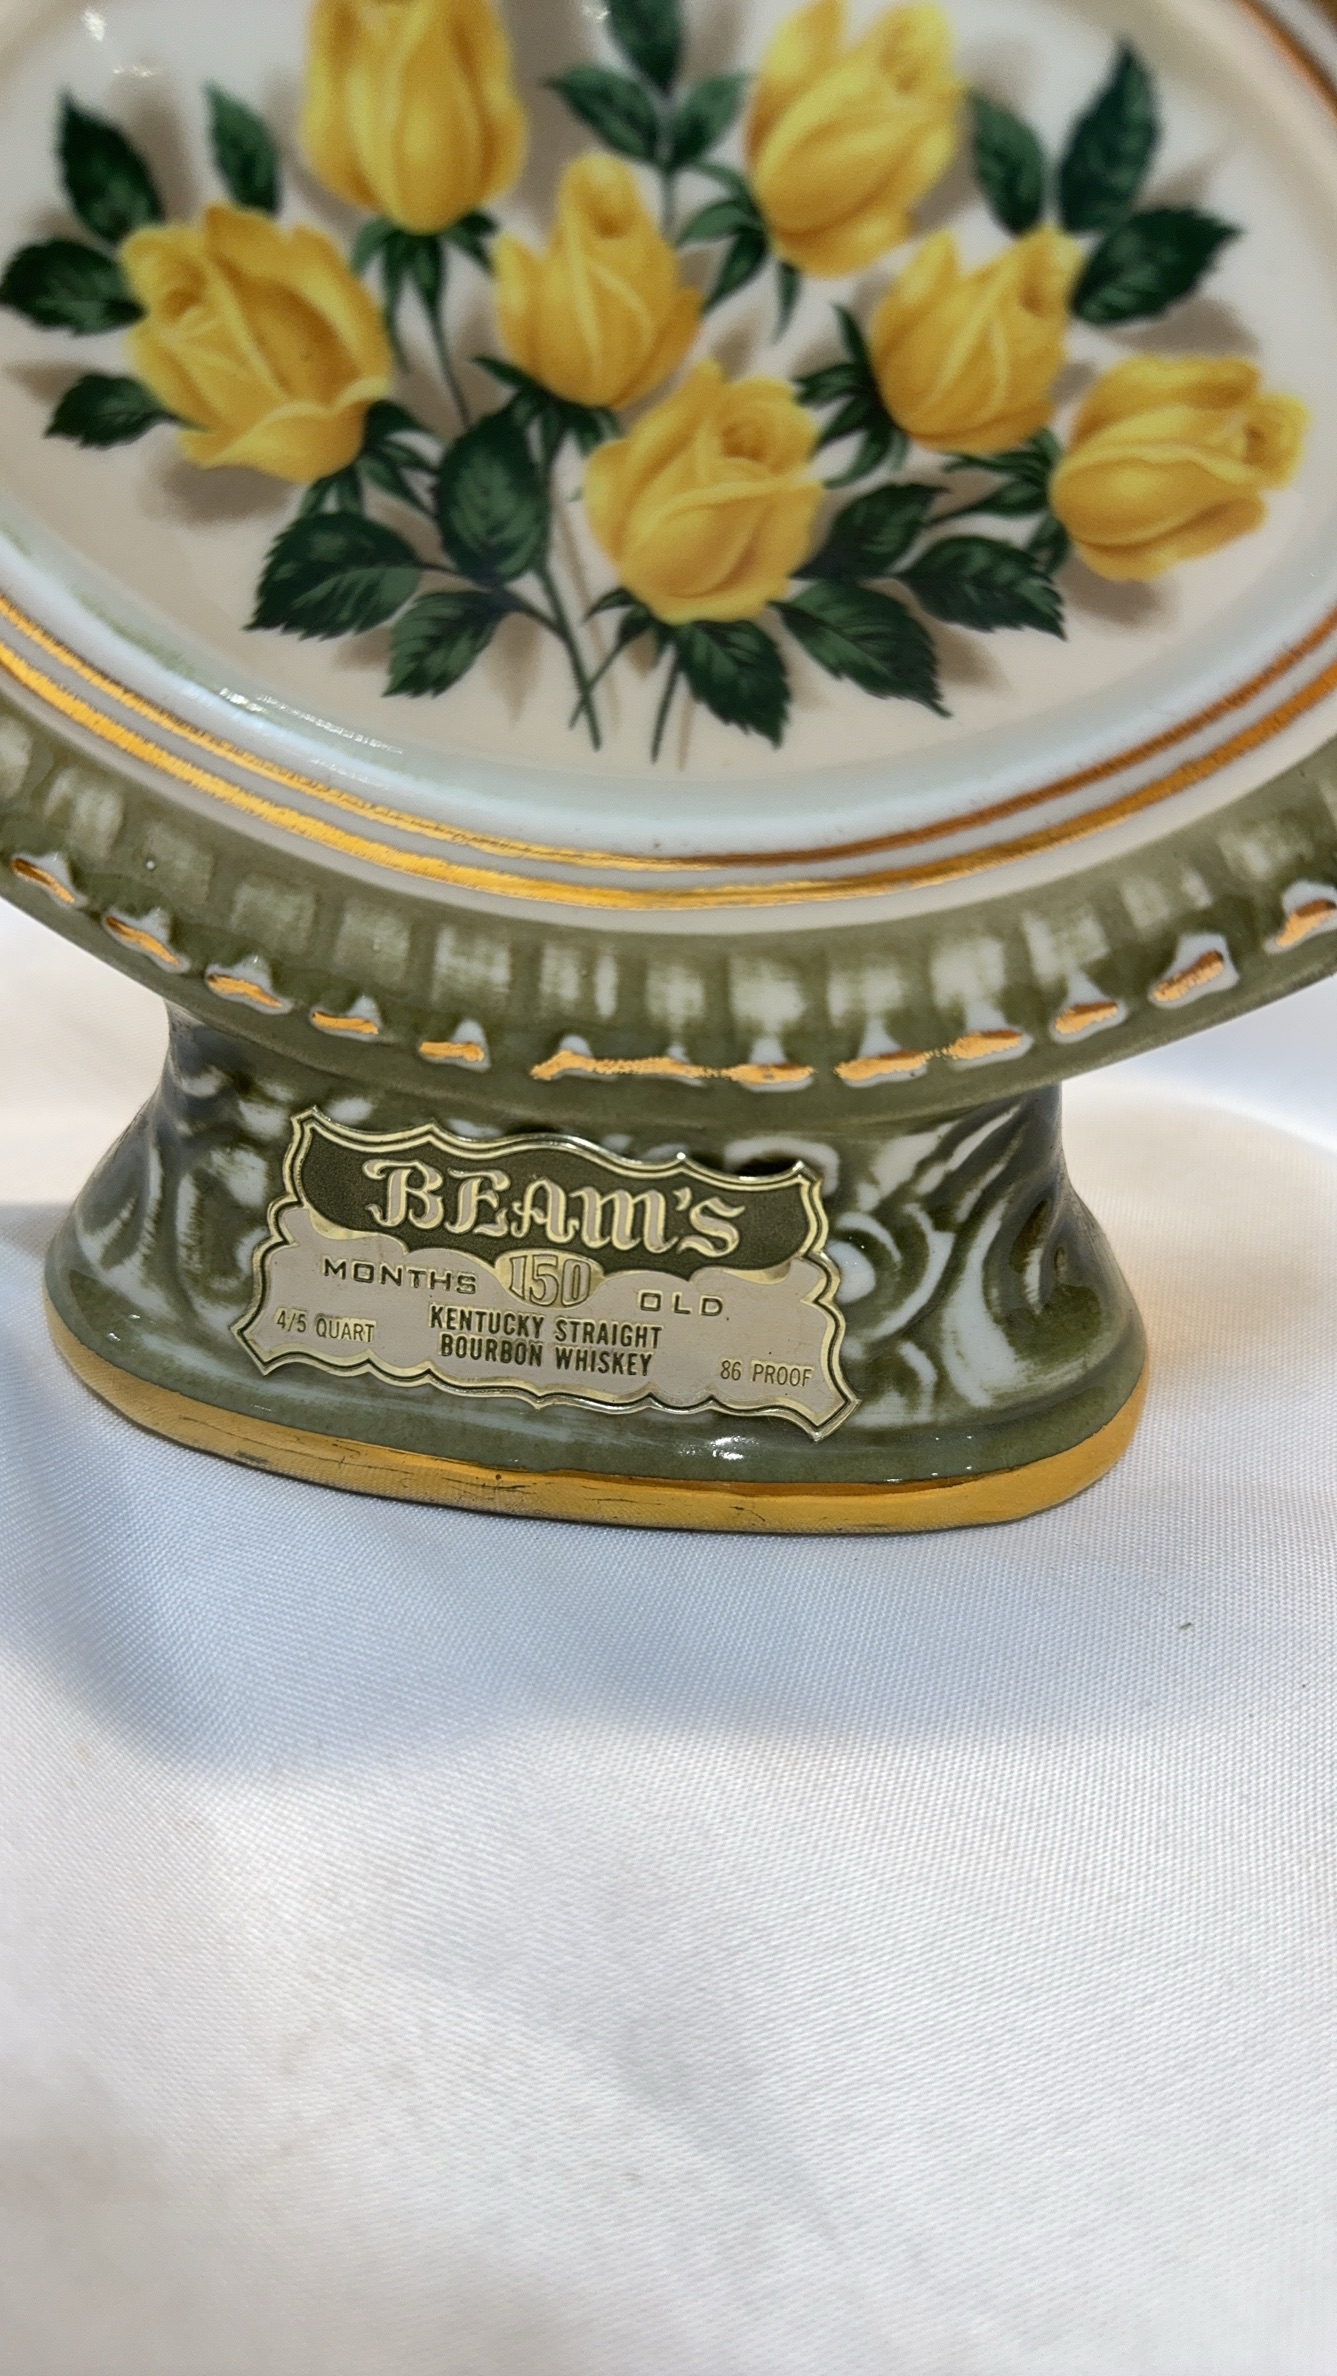 BEAM'S
MONTHS 150 OLD
4/5 QUART KENTUCKY STRAIGHT
BOURBON WHISKEY 86 PROOF